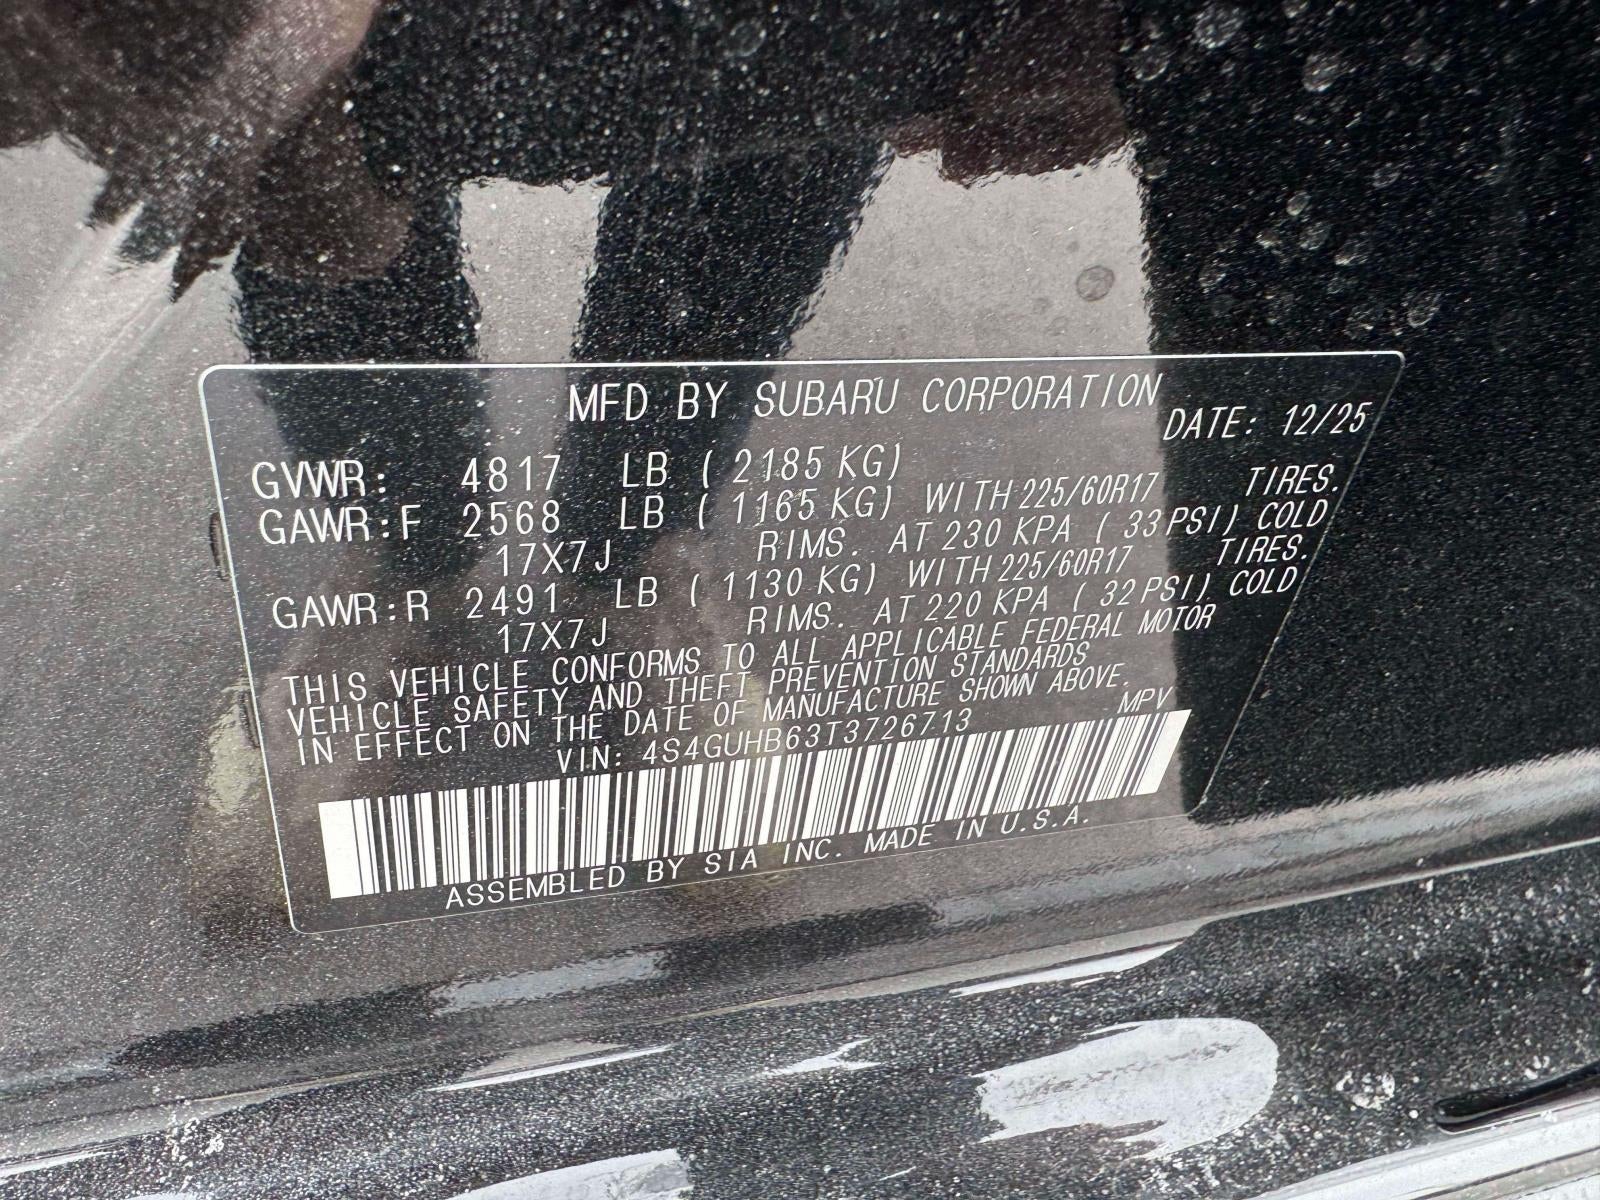 MFD BY SUBARU CORPORATION
DATE: 12/25
GVWR: 4817 LB ( 2185 KG)
GAWR:F 2568 LB ( 1165 KG) WITH 225/60R17 TIRES.
17X7J RIMS. AT 230 KPA ( 33 PSI) COLD
GAWR:R 2491 LB ( 1130 KG) WITH 225/60R17 TIRES.
17X7J RIMS. AT 220 KPA ( 32 PSI) COLD
THIS VEHICLE CONFORMS TO ALL APPLICABLE FEDERAL MOTOR
VEHICLE SAFETY AND THEFT PREVENTION STANDARDS
IN EFFECT ON THE DATE OF MANUFACTURE SHOWN ABOVE.
VIN: 4S4GUHB63T3726713 MPV
ASSEMBLED BY SIA INC. MADE IN U.S.A.